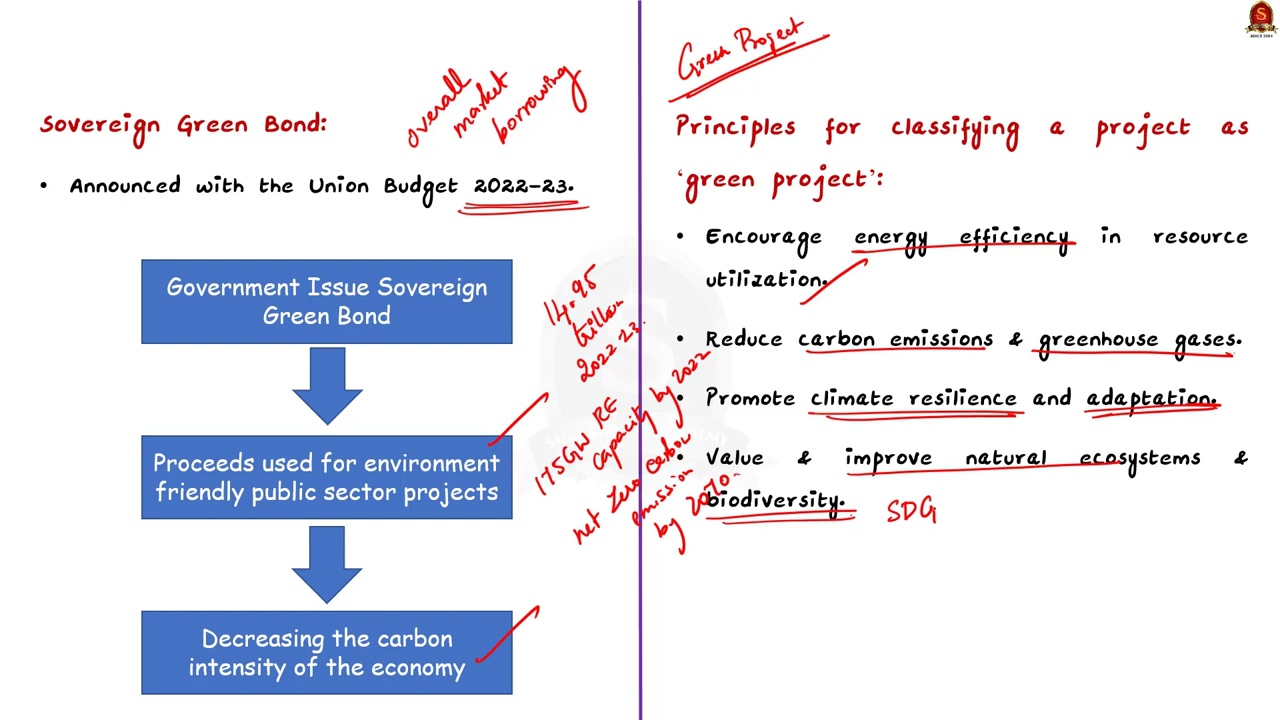 Sovereign Green Bond:
overall
market
borrowing
• Announced with the Union Budget 2022-23.
Government Issue Sovereign
Green Bond
Proceeds used for environment
friendly public sector projects
Decreasing the carbon
intensity of the economy
14.95
trillion
2022-23.
175GW RE
capacity by 2022
net zero carbon
emission
by 2070.
Green Project
Principles for classifying a project as
‘green project’:
• Encourage energy efficiency in resource
utilization.
• Reduce carbon emissions & greenhouse gases.
• Promote climate resilience and adaptation.
• Value & improve natural ecosystems &
biodiversity.
SDG
S
SINCE 2004